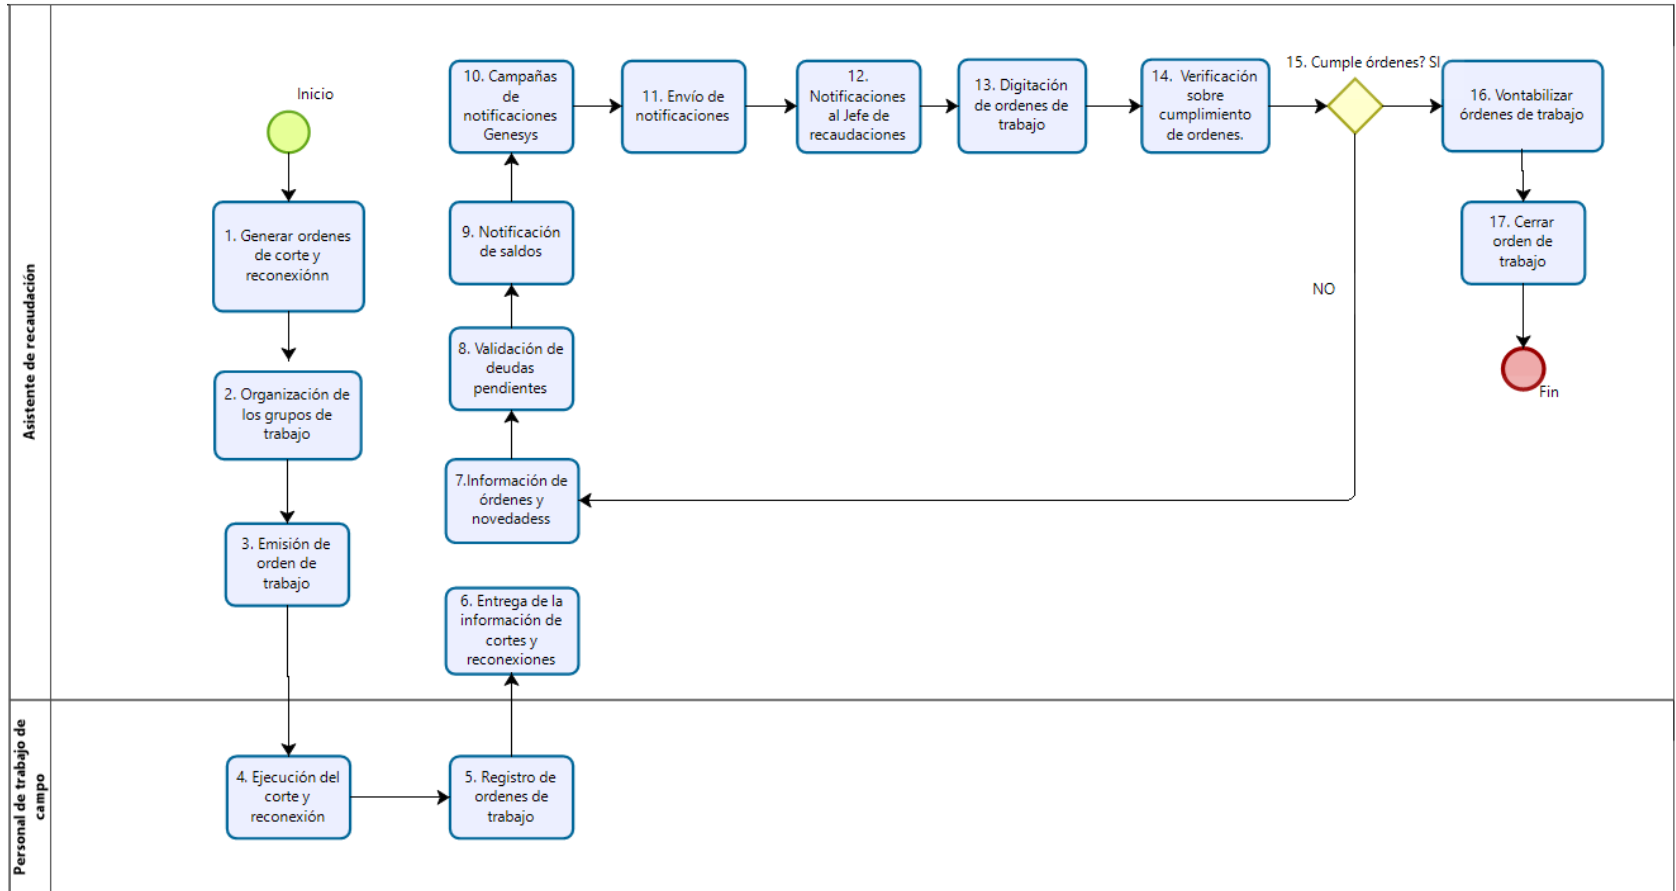 Asistente de recaudación
Inicio
1. Generar ordenes
de corte y
reconexiónn
2. Organización de
los grupos de
trabajo
3. Emisión de
orden de
trabajo
Personal de trabajo de
campo
4. Ejecución del
corte y
reconexión
5. Registro de
ordenes de
trabajo
6. Entrega de la
información de
cortes y
reconexiones
7.Información de
órdenes y
novedadess
8. Validación de
deudas
pendientes
9. Notificación
de saldos
10. Campañas
de
notificaciones
Genesys
11. Envío de
notificaciones
12.
Notificaciones
al Jefe de
recaudaciones
13. Digitación
de ordenes de
trabajo
14. Verificación
sobre
cumplimiento
de ordenes.
15. Cumple órdenes? SI
NO
16. Vontabilizar
órdenes de trabajo
17. Cerrar
orden de
trabajo
Fin